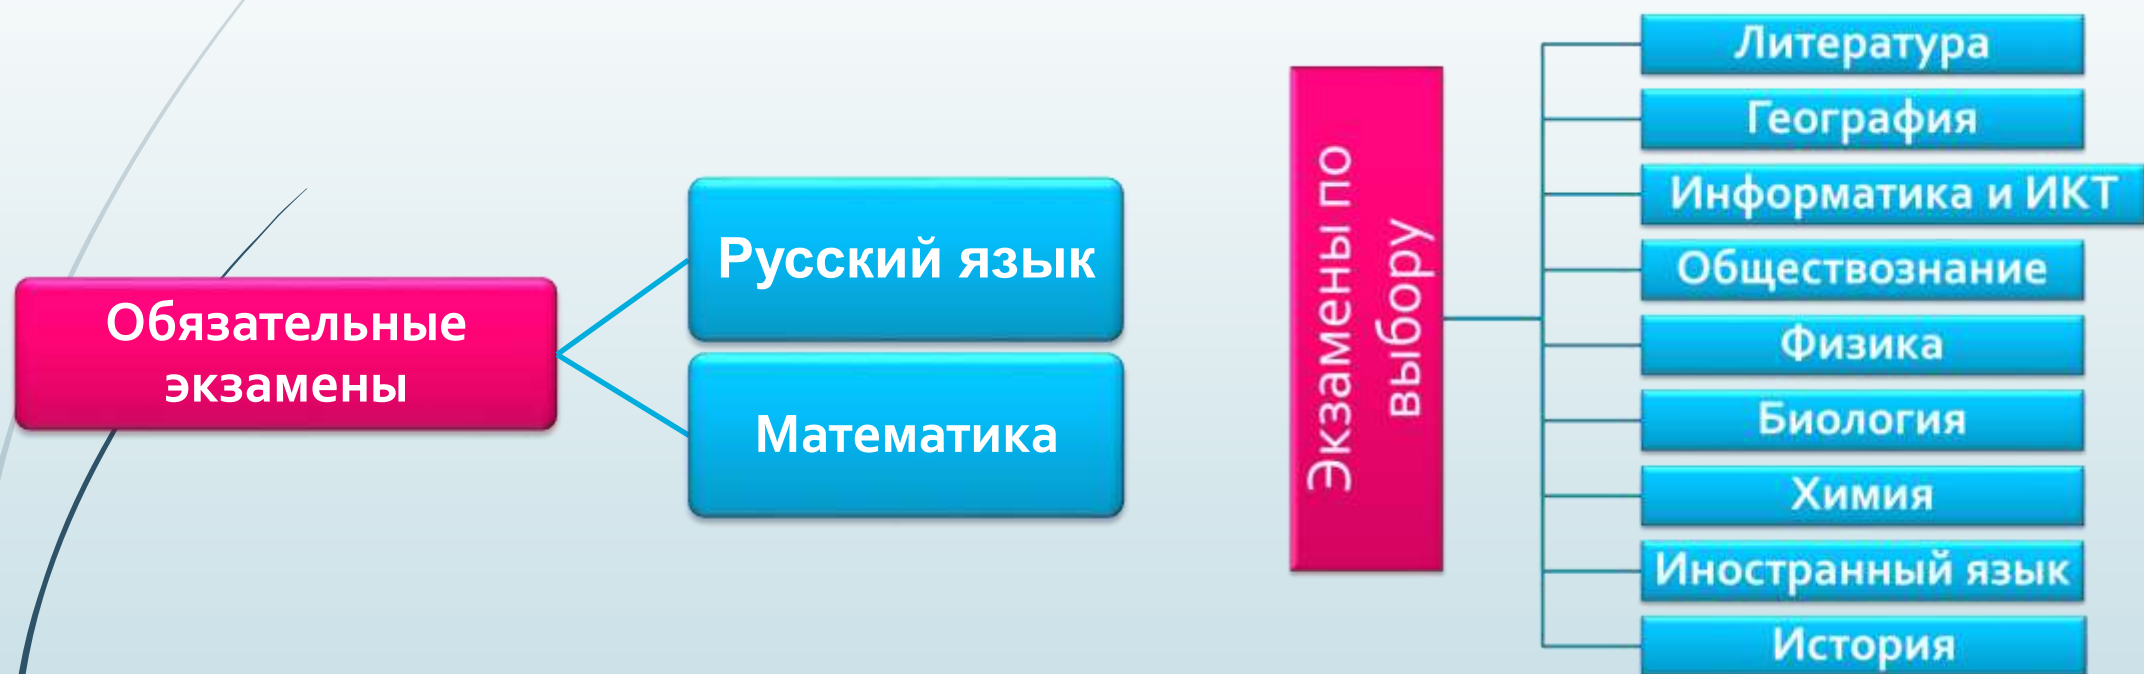 Обязательные
экзамены
Русский язык
Математика
Экзамены по
выбору
Литература
География
Информатика и ИКТ
Обществознание
Физика
Биология
Химия
Иностранный язык
История